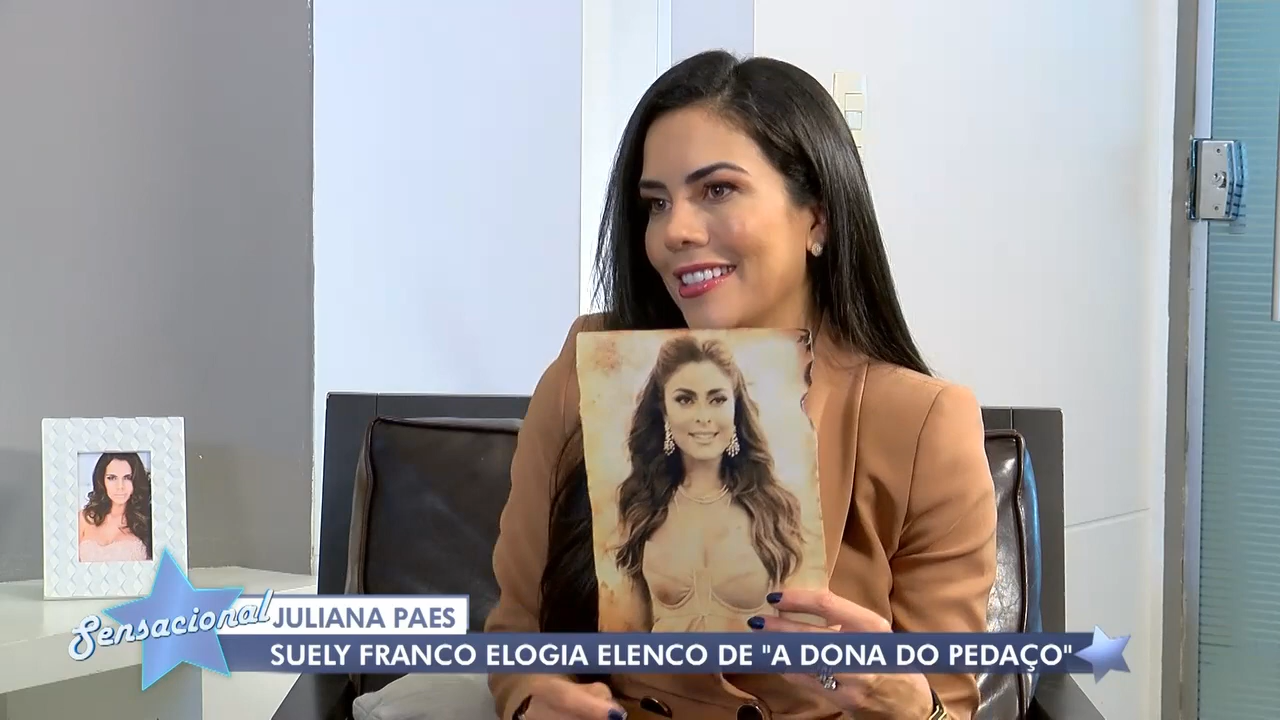 Sensacional
JULIANA PAES
SUELY FRANCO ELOGIA ELENCO DE "A DONA DO PEDAÇO"